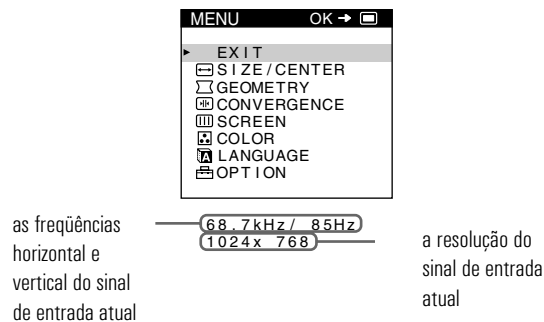 MENU OK
EXIT
SIZE/CENTER
GEOMETRY
CONVERGENCE
SCREEN
COLOR
LANGUAGE
OPTION
68.7kHz/ 85Hz
1024x 768
as freqüências
horizontal e
vertical do sinal
de entrada atual
a resolução do
sinal de entrada
atual